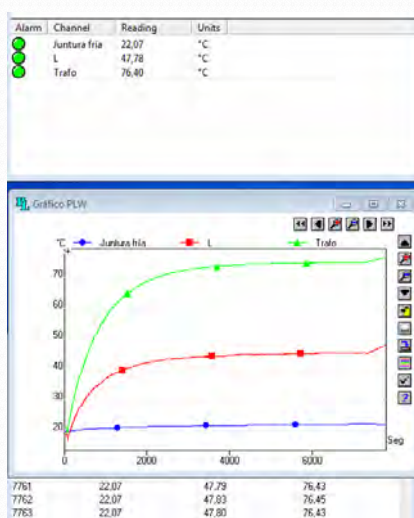 Alarm Channel Reading Units
Juntura fría 22,07 °C
L 47,78 °C
Trafo 76,40 °C
Gráfico PLW
°C Juntura fría L Trafo
70
60
50
40
30
20
Seg
0 2000 4000 6000
7761 22,07 47,79 76,43
7762 22,07 47,83 76,45
7763 22,07 47,80 76,43